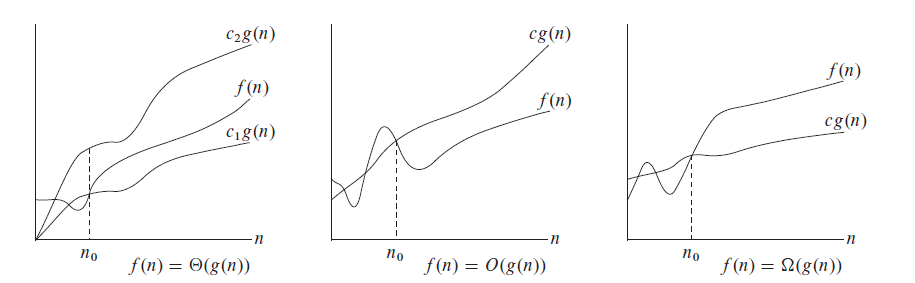 c₂g(n)
f(n)
c₁g(n)
n
n₀
f(n) = Θ(g(n))
cg(n)
f(n)
n
n₀
f(n) = O(g(n))
f(n)
cg(n)
n
n₀
f(n) = Ω(g(n))